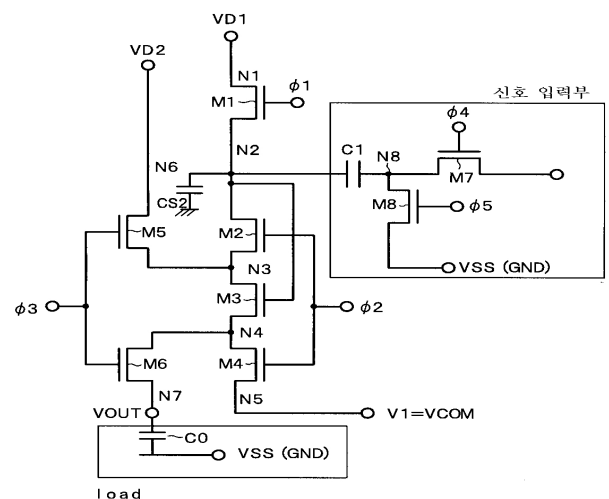 VD1
VD2
N1
φ1
M1
신호 입력부
φ4
N6
N2
C1
N8
M7
CS2
M8
φ5
M5
M2
VSS (GND)
N3
φ3
M3
φ2
N4
M6
M4
N7
N5
VOUT
V1=VCOM
C0
VSS (GND)
load